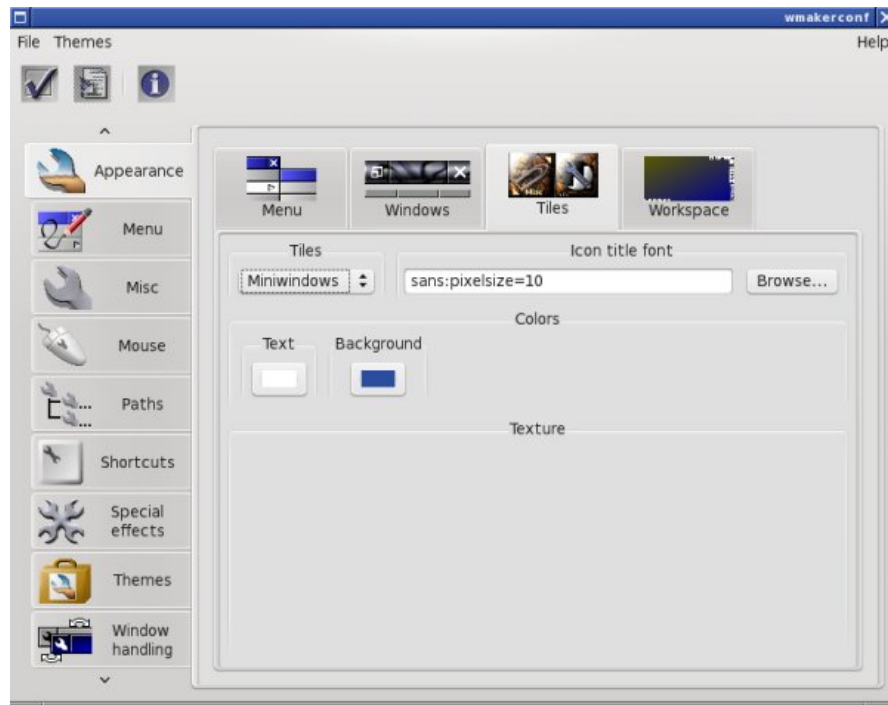 wmakerconf
File Themes Help
Appearance
Menu
Misc
Mouse
Paths
Shortcuts
Special
effects
Themes
Window
handling
Menu
Windows
Tiles
Workspace
Tiles
Miniwindows
Icon title font
sans:pixelsize=10
Browse...
Colors
Text
Background
Texture